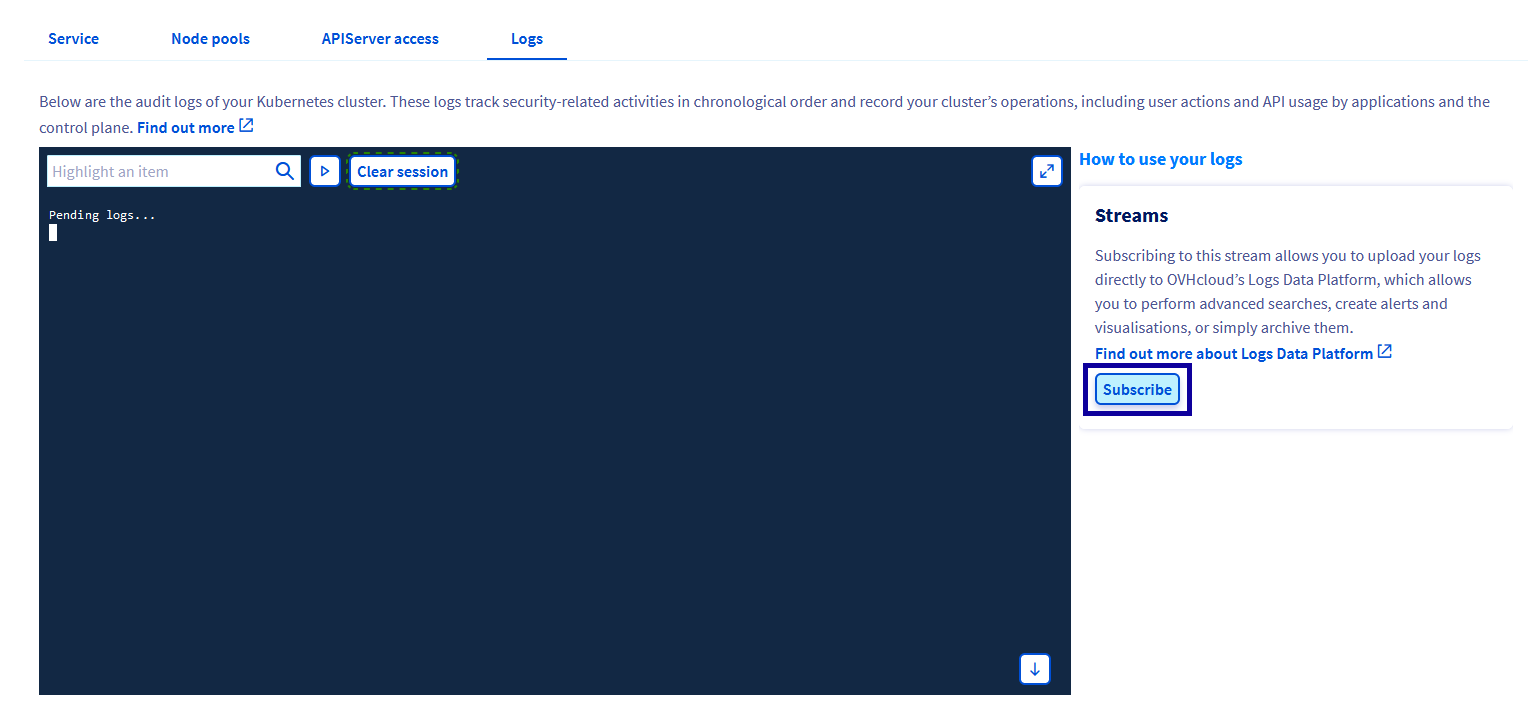 Service
Node pools
APIServer access
Logs
Below are the audit logs of your Kubernetes cluster. These logs track security-related activities in chronological order and record your cluster’s operations, including user actions and API usage by applications and the
control plane. Find out more
Highlight an item
Clear session
Pending logs...
How to use your logs
Streams
Subscribing to this stream allows you to upload your logs
directly to OVHcloud’s Logs Data Platform, which allows
you to perform advanced searches, create alerts and
visualisations, or simply archive them.
Find out more about Logs Data Platform
Subscribe